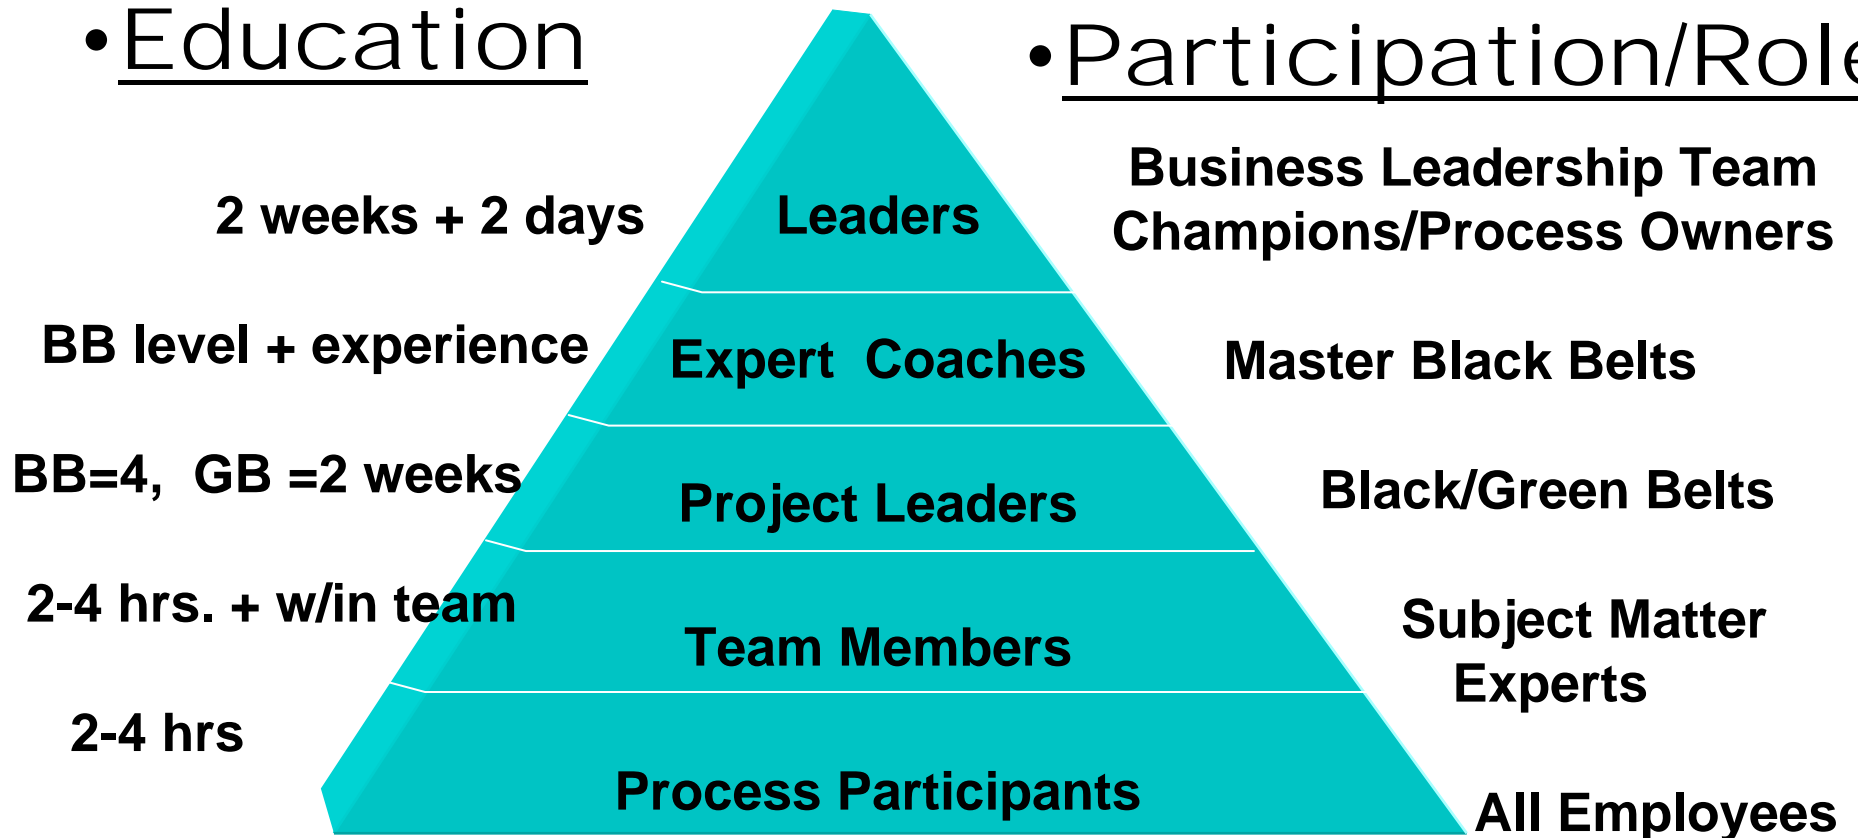 •Education
•Participation/Role
2 weeks + 2 days
Leaders
Business Leadership Team
Champions/Process Owners
BB level + experience
Expert  Coaches
Master Black Belts
BB=4,  GB =2 weeks
Project Leaders
Black/Green Belts
2-4 hrs. + w/in team
Team Members
Subject Matter
Experts
2-4 hrs
Process Participants
All Employees